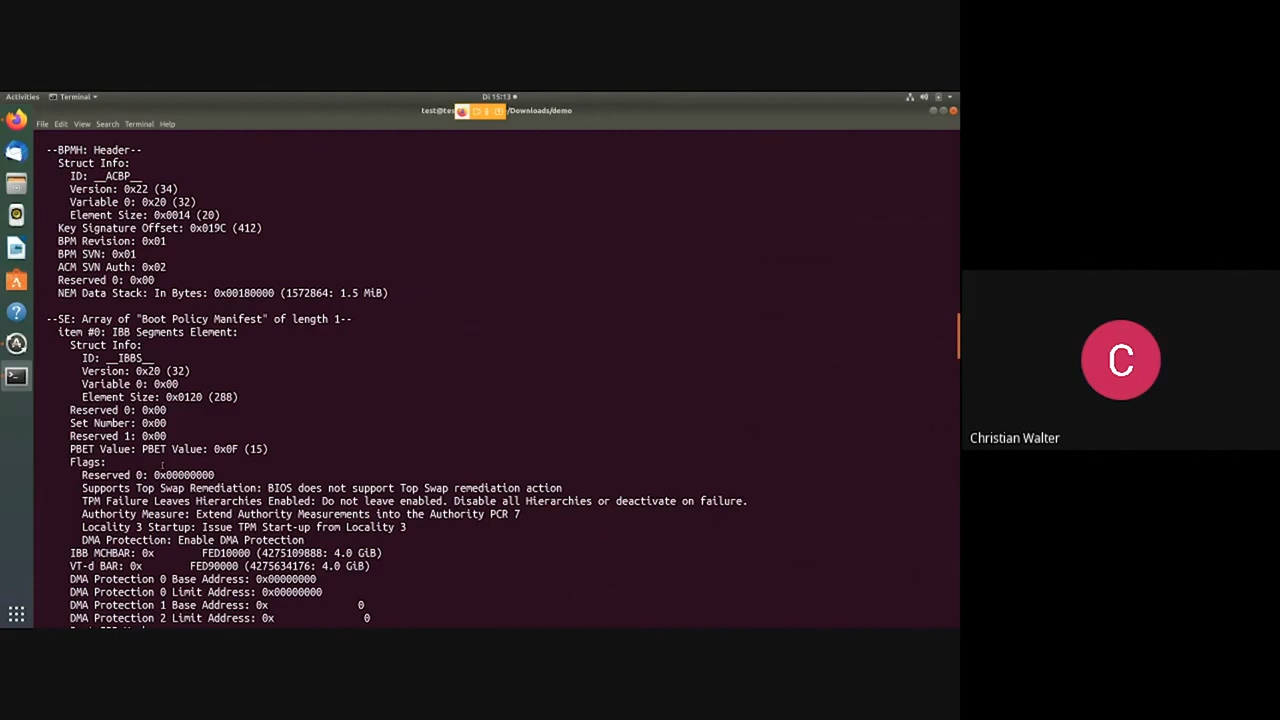 Activities
Terminal
Di 15:13
test@tes /Downloads/demo
File Edit View Search Terminal Help
--BPMH: Header--
Struct Info:
ID: __ACBP__
Version: 0x22 (34)
Variable 0: 0x20 (32)
Element Size: 0x0014 (20)
Key Signature Offset: 0x019C (412)
BPM Revision: 0x01
BPM SVN: 0x01
ACM SVN Auth: 0x02
Reserved 0: 0x00
NEM Data Stack: In Bytes: 0x00180000 (1572864: 1.5 MiB)
--SE: Array of "Boot Policy Manifest" of length 1--
item #0: IBB Segments Element:
Struct Info:
ID: __IBBS__
Version: 0x20 (32)
Variable 0: 0x00
Element Size: 0x0120 (288)
Reserved 0: 0x00
Set Number: 0x00
Reserved 1: 0x00
PBET Value: PBET Value: 0x0F (15)
Flags:
Reserved 0: 0x00000000
Supports Top Swap Remediation: BIOS does not support Top Swap remediation action
TPM Failure Leaves Hierarchies Enabled: Do not leave enabled. Disable all Hierarchies or deactivate on failure.
Authority Measure: Extend Authority Measurements into the Authority PCR 7
Locality 3 Startup: Issue TPM Start-up from Locality 3
DMA Protection: Enable DMA Protection
IBB MCHBAR: 0x FED10000 (4275109888: 4.0 GiB)
VT-d BAR: 0x FED90000 (4275634176: 4.0 GiB)
DMA Protection 0 Base Address: 0x00000000
DMA Protection 0 Limit Address: 0x00000000
DMA Protection 1 Base Address: 0x 0
DMA Protection 2 Limit Address: 0x 0
C
Christian Walter